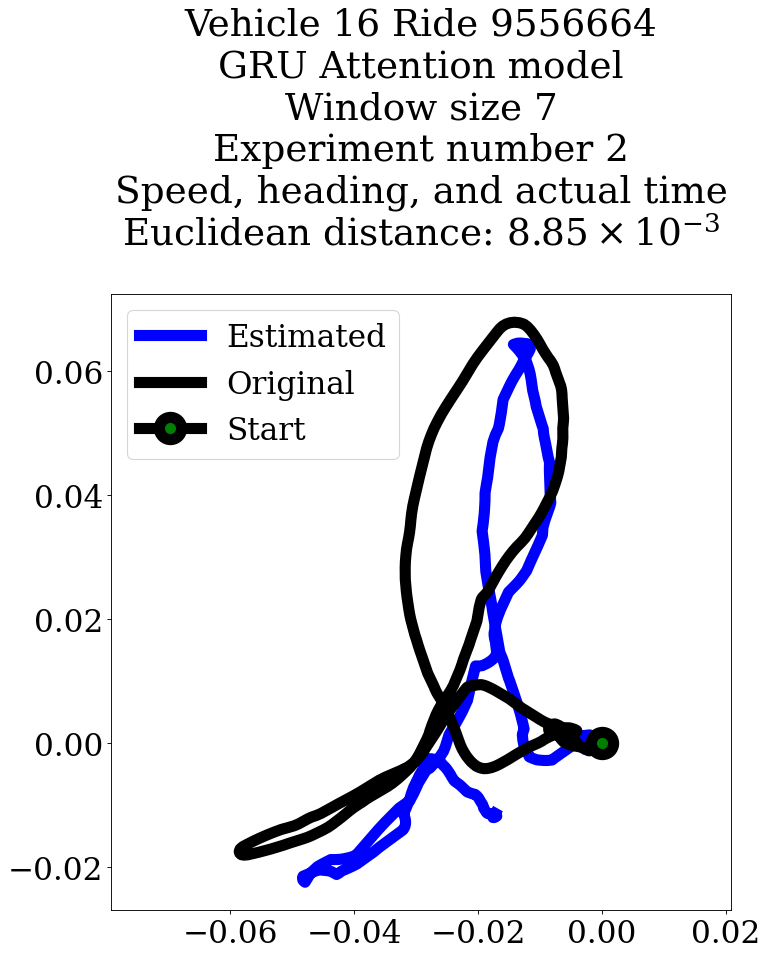 Vehicle 16 Ride 9556664
GRU Attention model
Window size 7
Experiment number 2
Speed, heading, and actual time
Euclidean distance: 8.85 × 10⁻³
Estimated
Original
Start
0.06
0.04
0.02
0.00
−0.02
−0.06 −0.04 −0.02 0.00 0.02